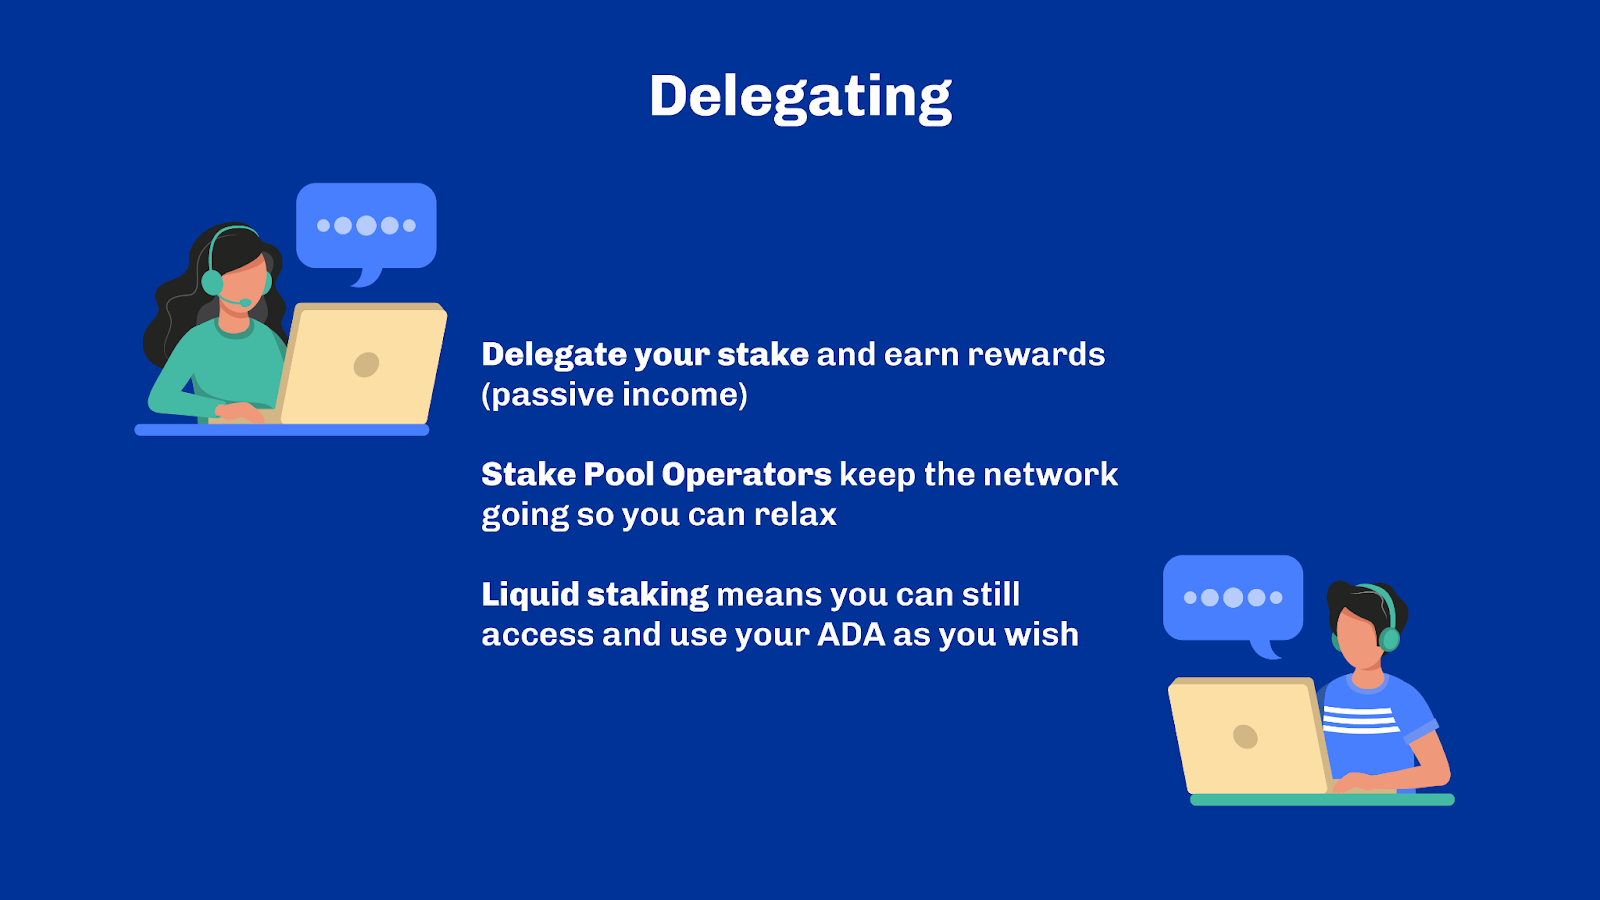 Delegating
Delegate your stake and earn rewards
(passive income)
Stake Pool Operators keep the network
going so you can relax
Liquid staking means you can still
access and use your ADA as you wish